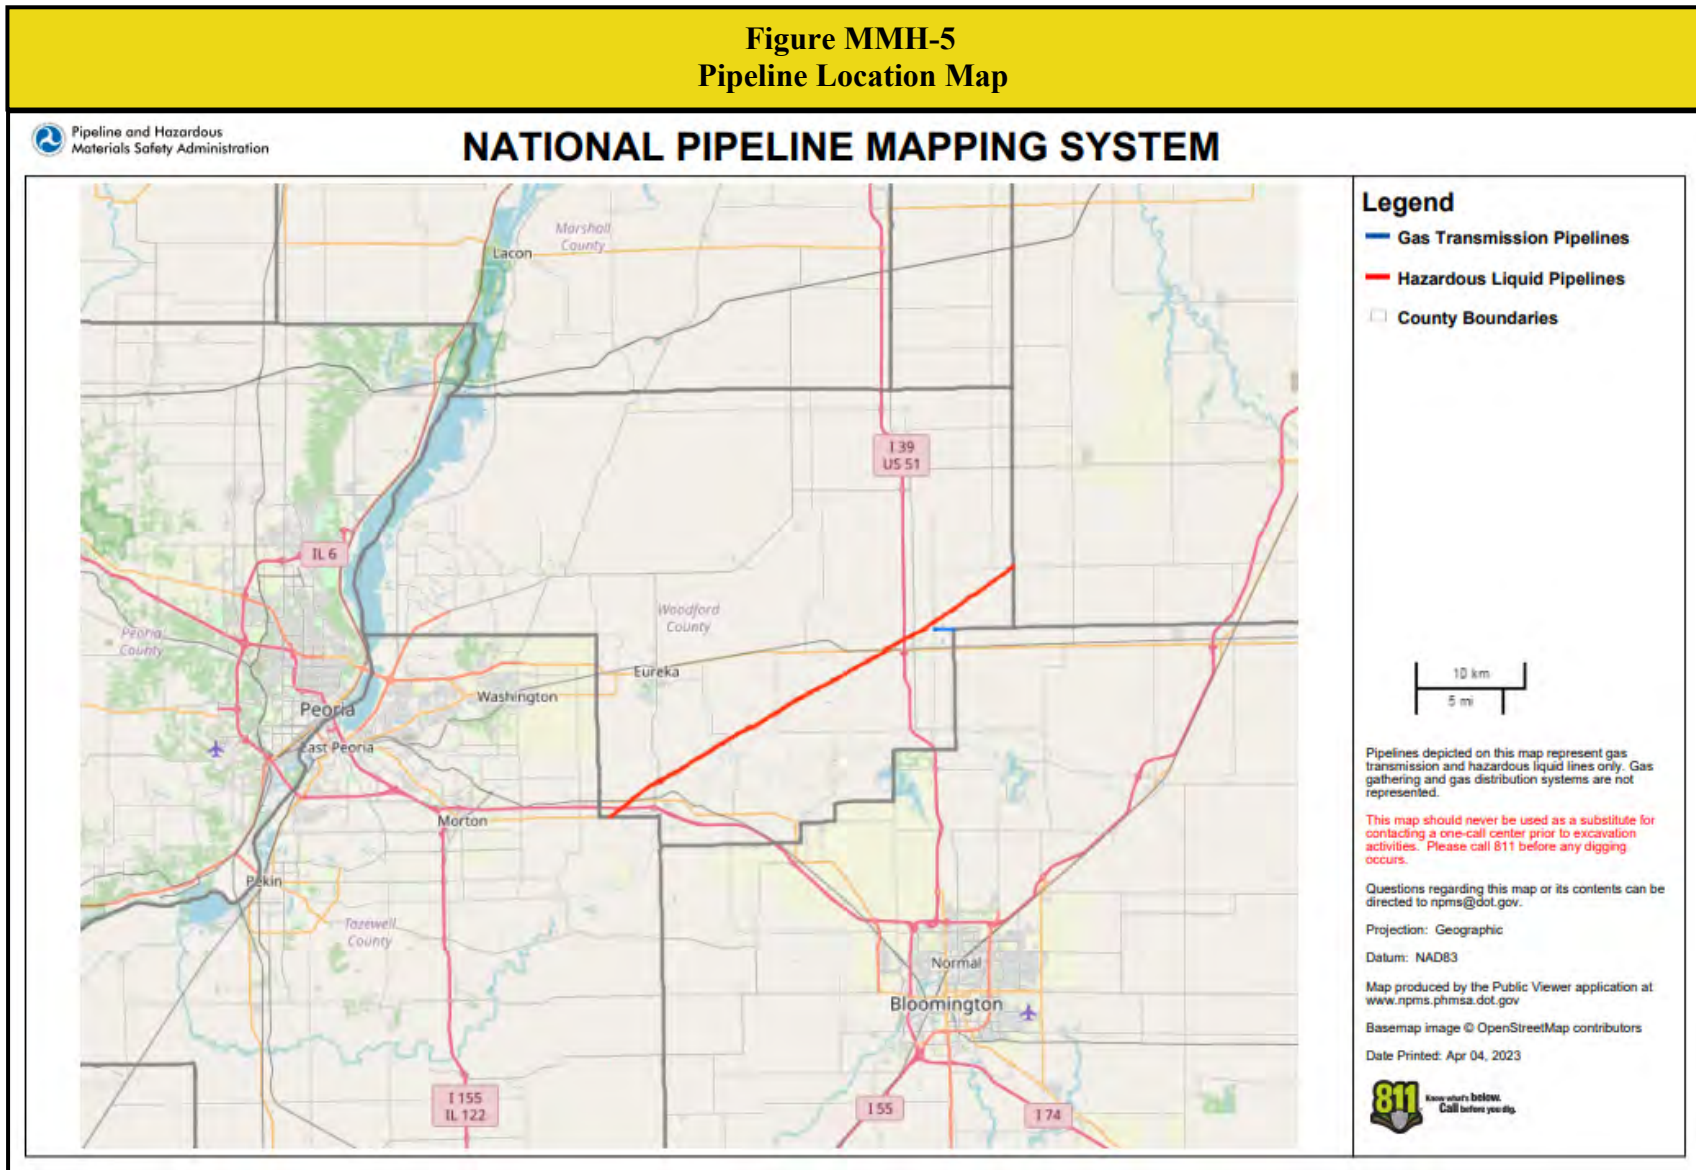 Figure MMH-5
Pipeline Location Map
Pipeline and Hazardous
Materials Safety Administration
NATIONAL PIPELINE MAPPING SYSTEM
Marshall
County
Lacon
I 39
US 51
IL 6
Peoria
County
Woodford
County
Eureka
Washington
Peoria
East Peoria
Morton
Pekin
Tazewell
County
Normal
Bloomington
I 155
IL 122
I 55
I 74
Legend
Gas Transmission Pipelines
Hazardous Liquid Pipelines
County Boundaries
10 km
5 mi
Pipelines depicted on this map represent gas
transmission and hazardous liquid lines only. Gas
gathering and gas distribution systems are not
represented.
This map should never be used as a substitute for
contacting a one-call center prior to excavation
activities. Please call 811 before any digging
occurs.
Questions regarding this map or its contents can be
directed to npms@dot.gov.
Projection: Geographic
Datum: NAD83
Map produced by the Public Viewer application at
www.npms.phmsa.dot.gov
Basemap image © OpenStreetMap contributors
Date Printed: Apr 04, 2023
811
Know what's below.
Call before you dig.